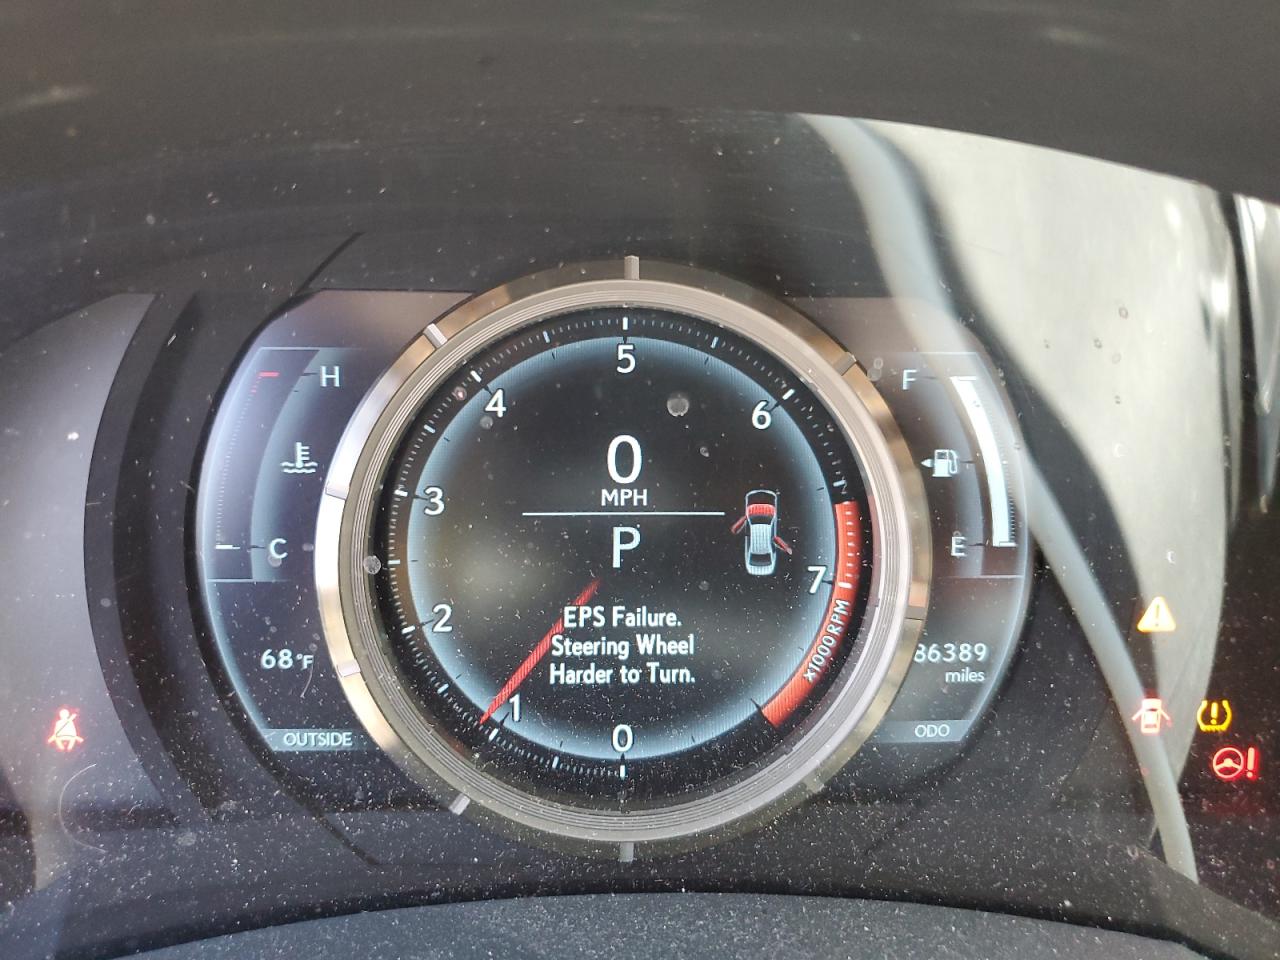 5
4
6
H
F
0
MPH
3
P
C
E
7
2
EPS Failure.
Steering Wheel
Harder to Turn.
x1000RPM
68°F
86389
miles
1
0
OUTSIDE
ODO